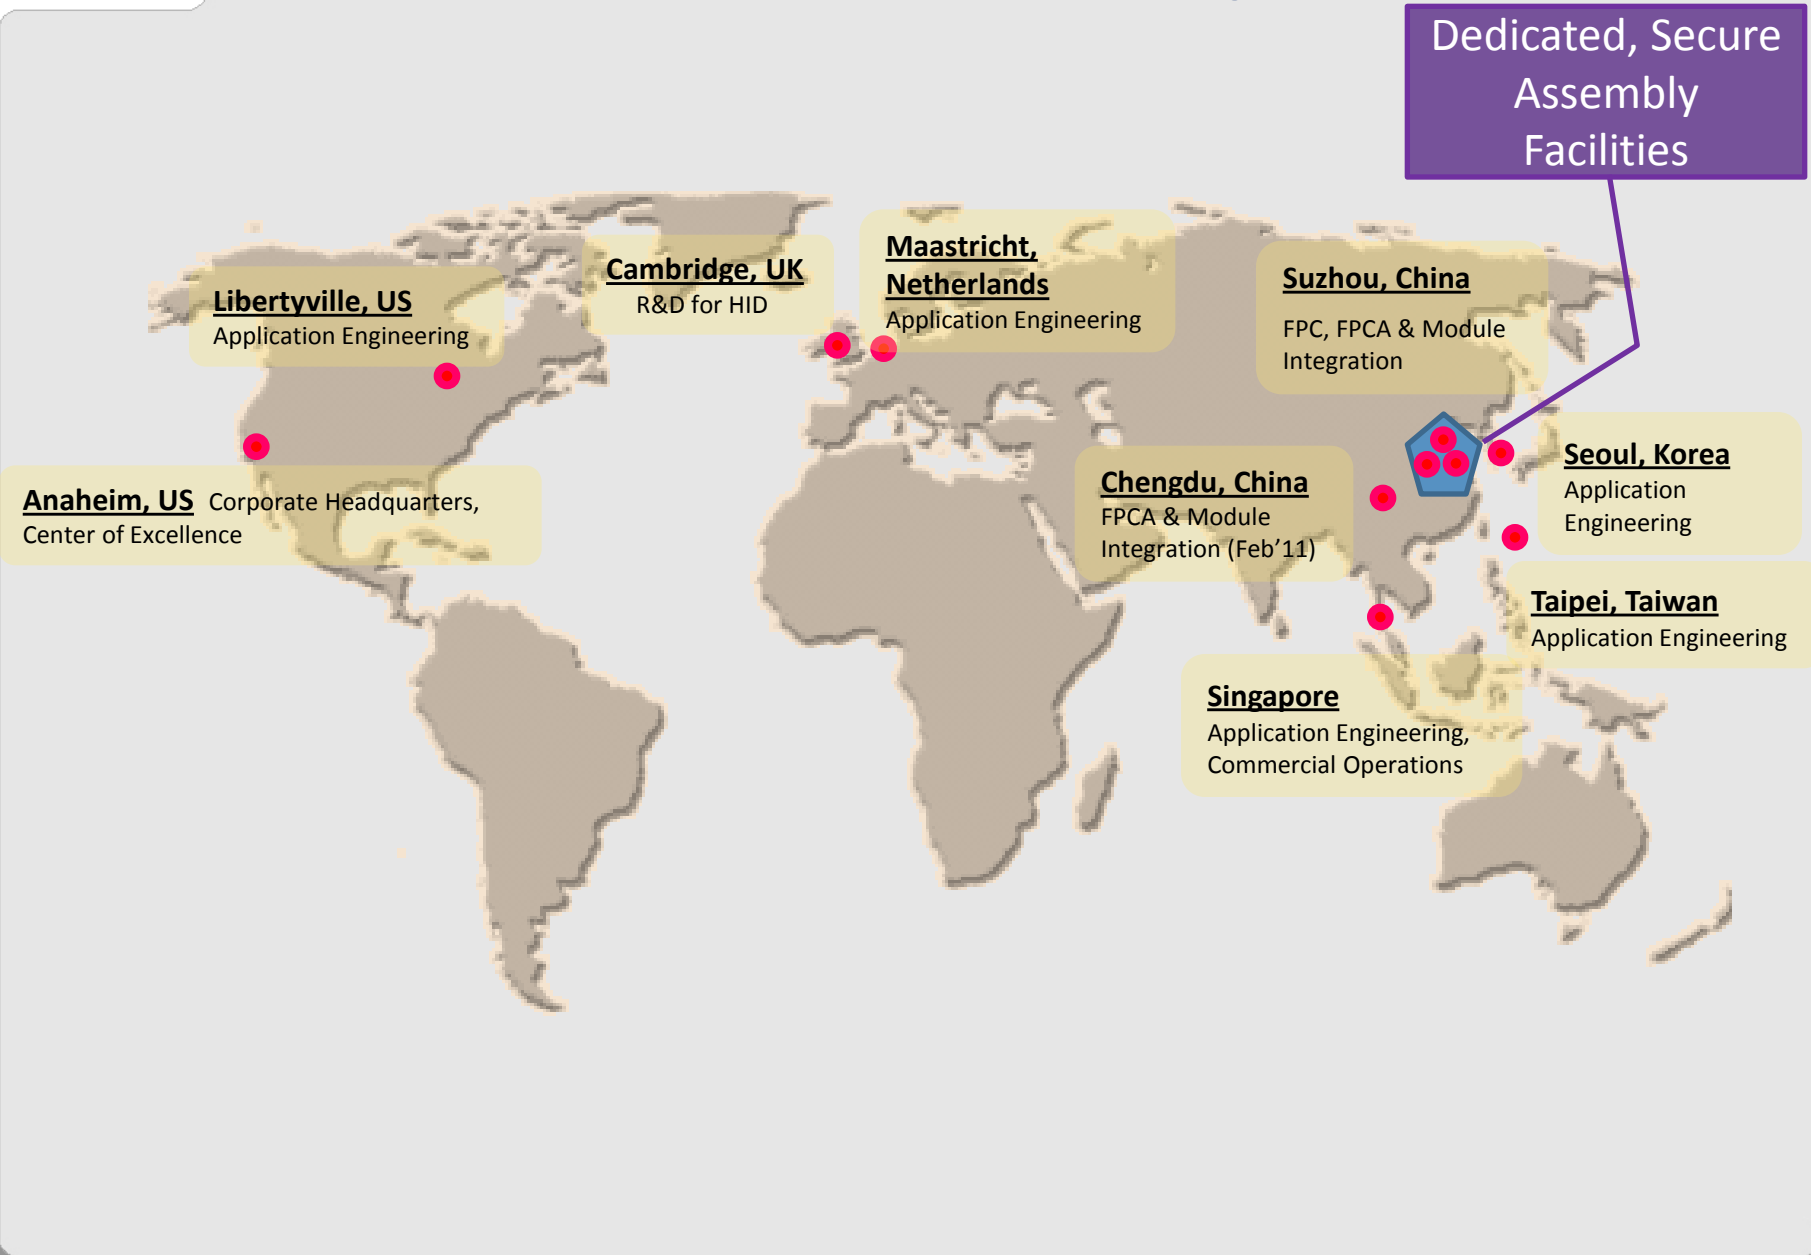 Dedicated, Secure
Assembly
Facilities
Maastricht,
Netherlands
Application Engineering
Cambridge, UK
R&D for HID
Suzhou, China
FPC, FPCA & Module
Integration
Libertyville, US
Application Engineering
Seoul, Korea
Application
Engineering
Chengdu, China
FPCA & Module
Integration (Feb’11)
Anaheim, US Corporate Headquarters,
Center of Excellence
Taipei, Taiwan
Application Engineering
Singapore
Application Engineering,
Commercial Operations